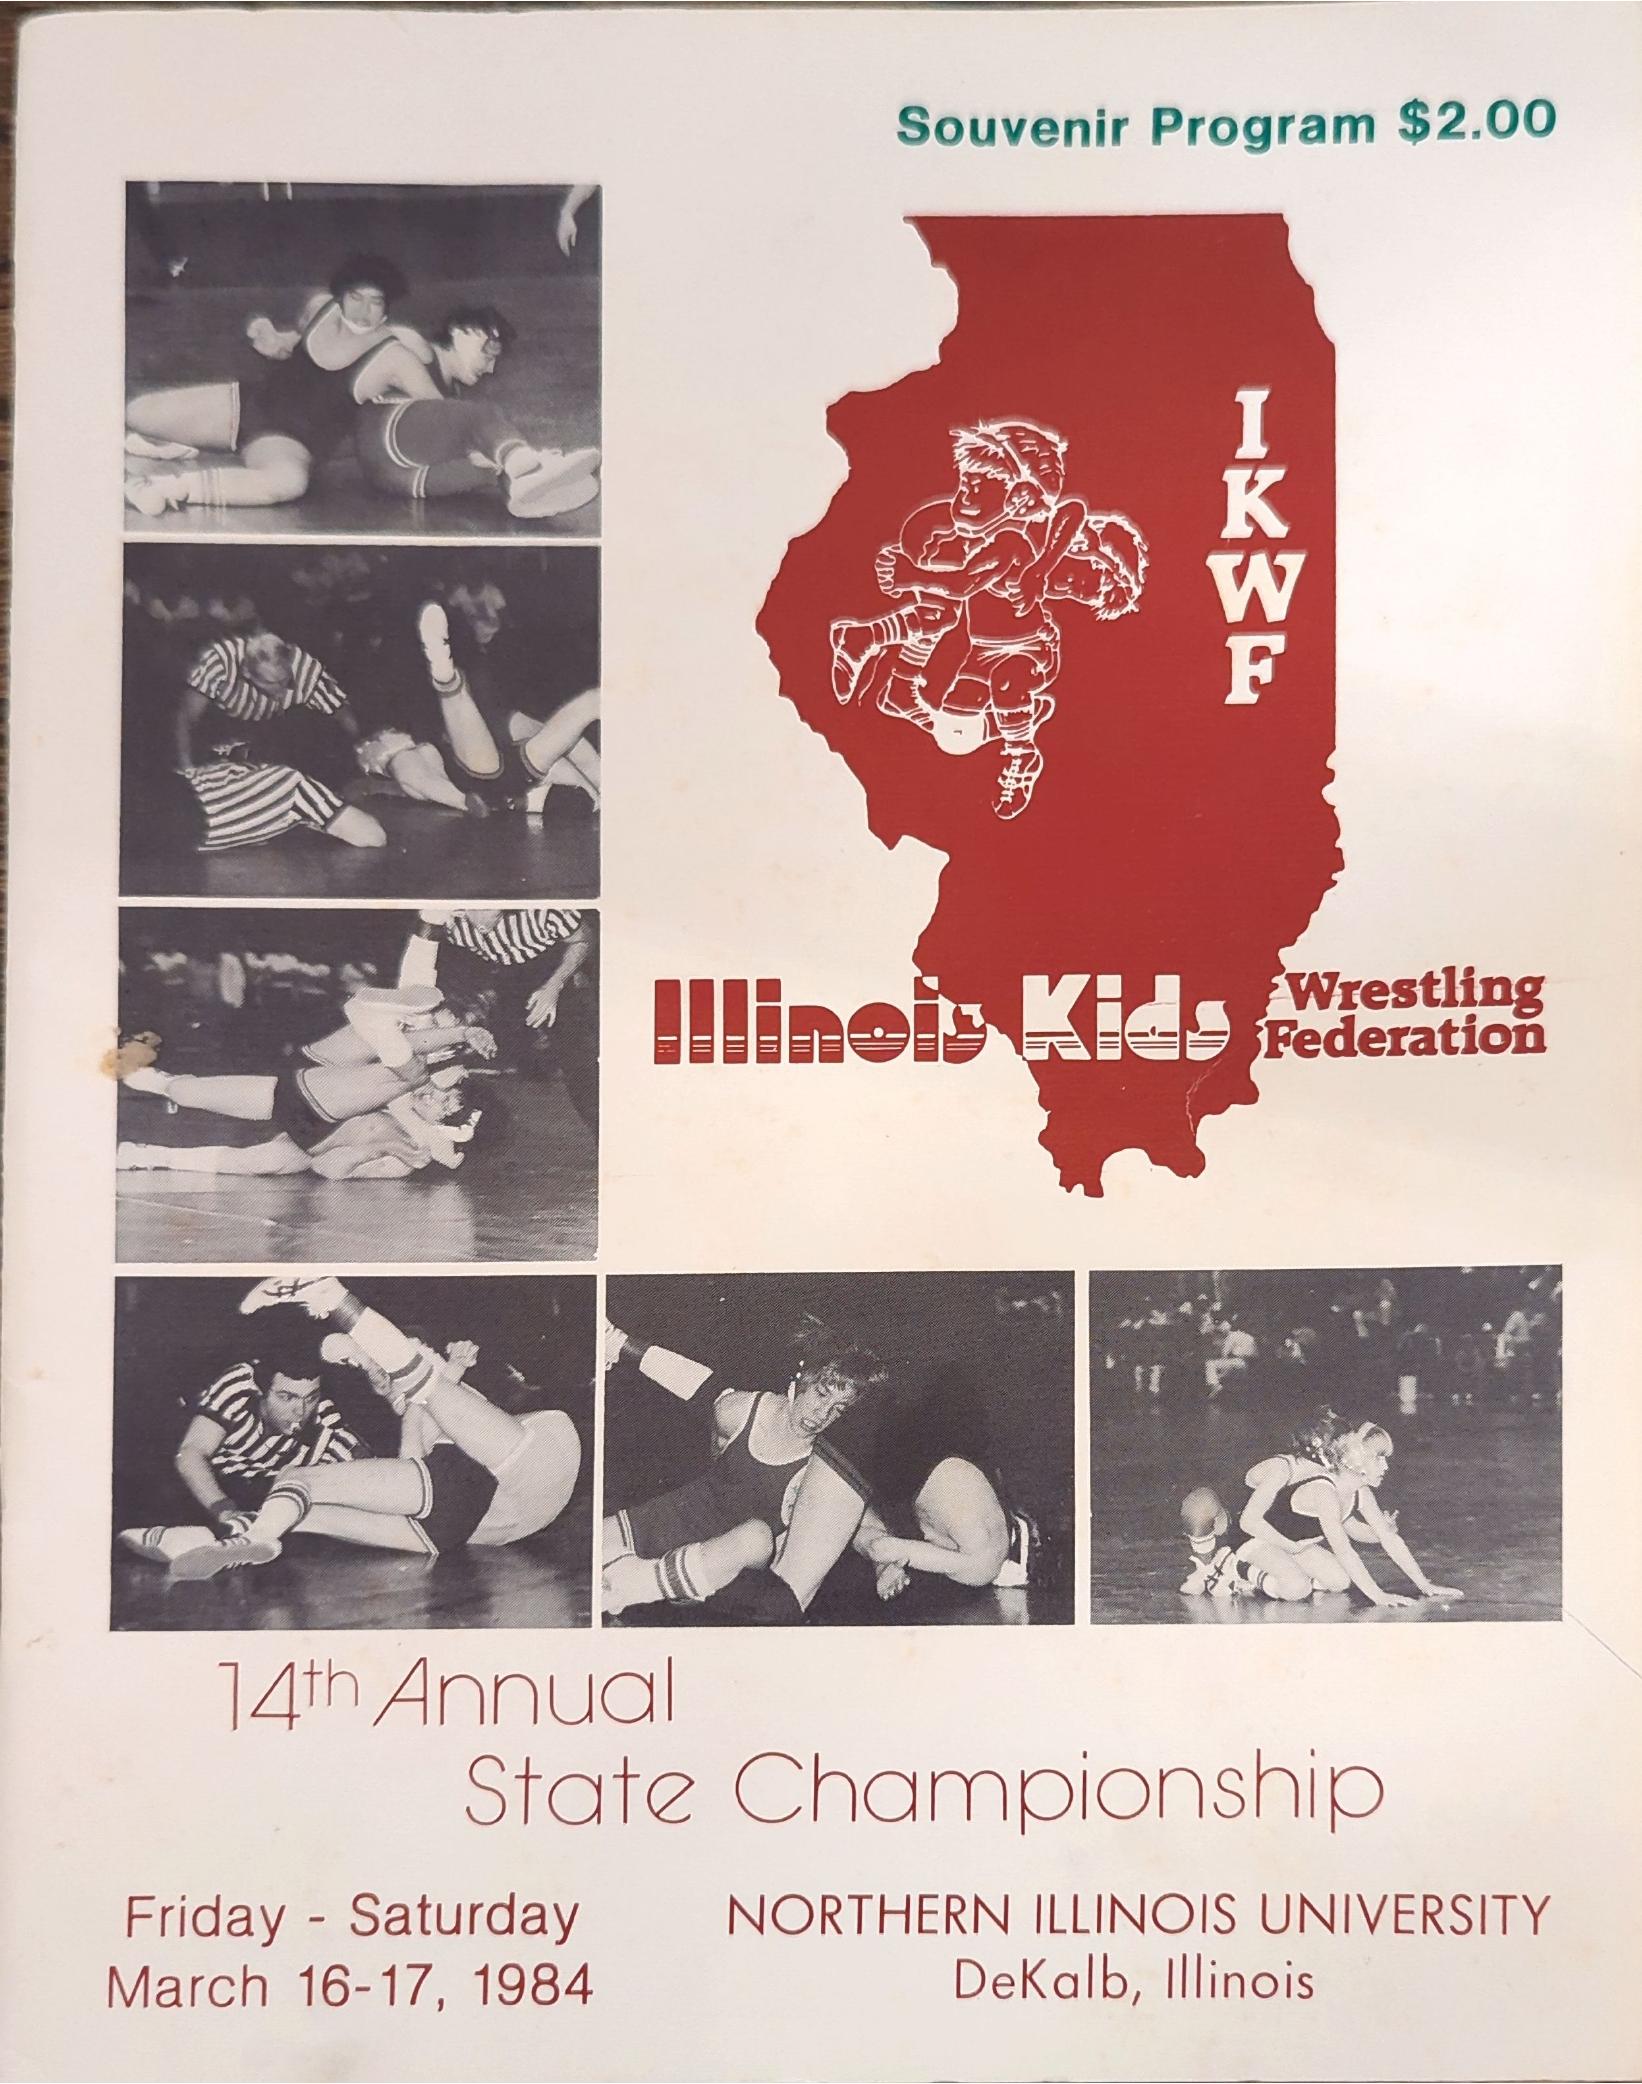 Souvenir Program $2.00
I
K
W
F
Illinois Kids Wrestling
Federation
14th Annual
State Championship
Friday - Saturday
March 16-17, 1984
NORTHERN ILLINOIS UNIVERSITY
DeKalb, Illinois